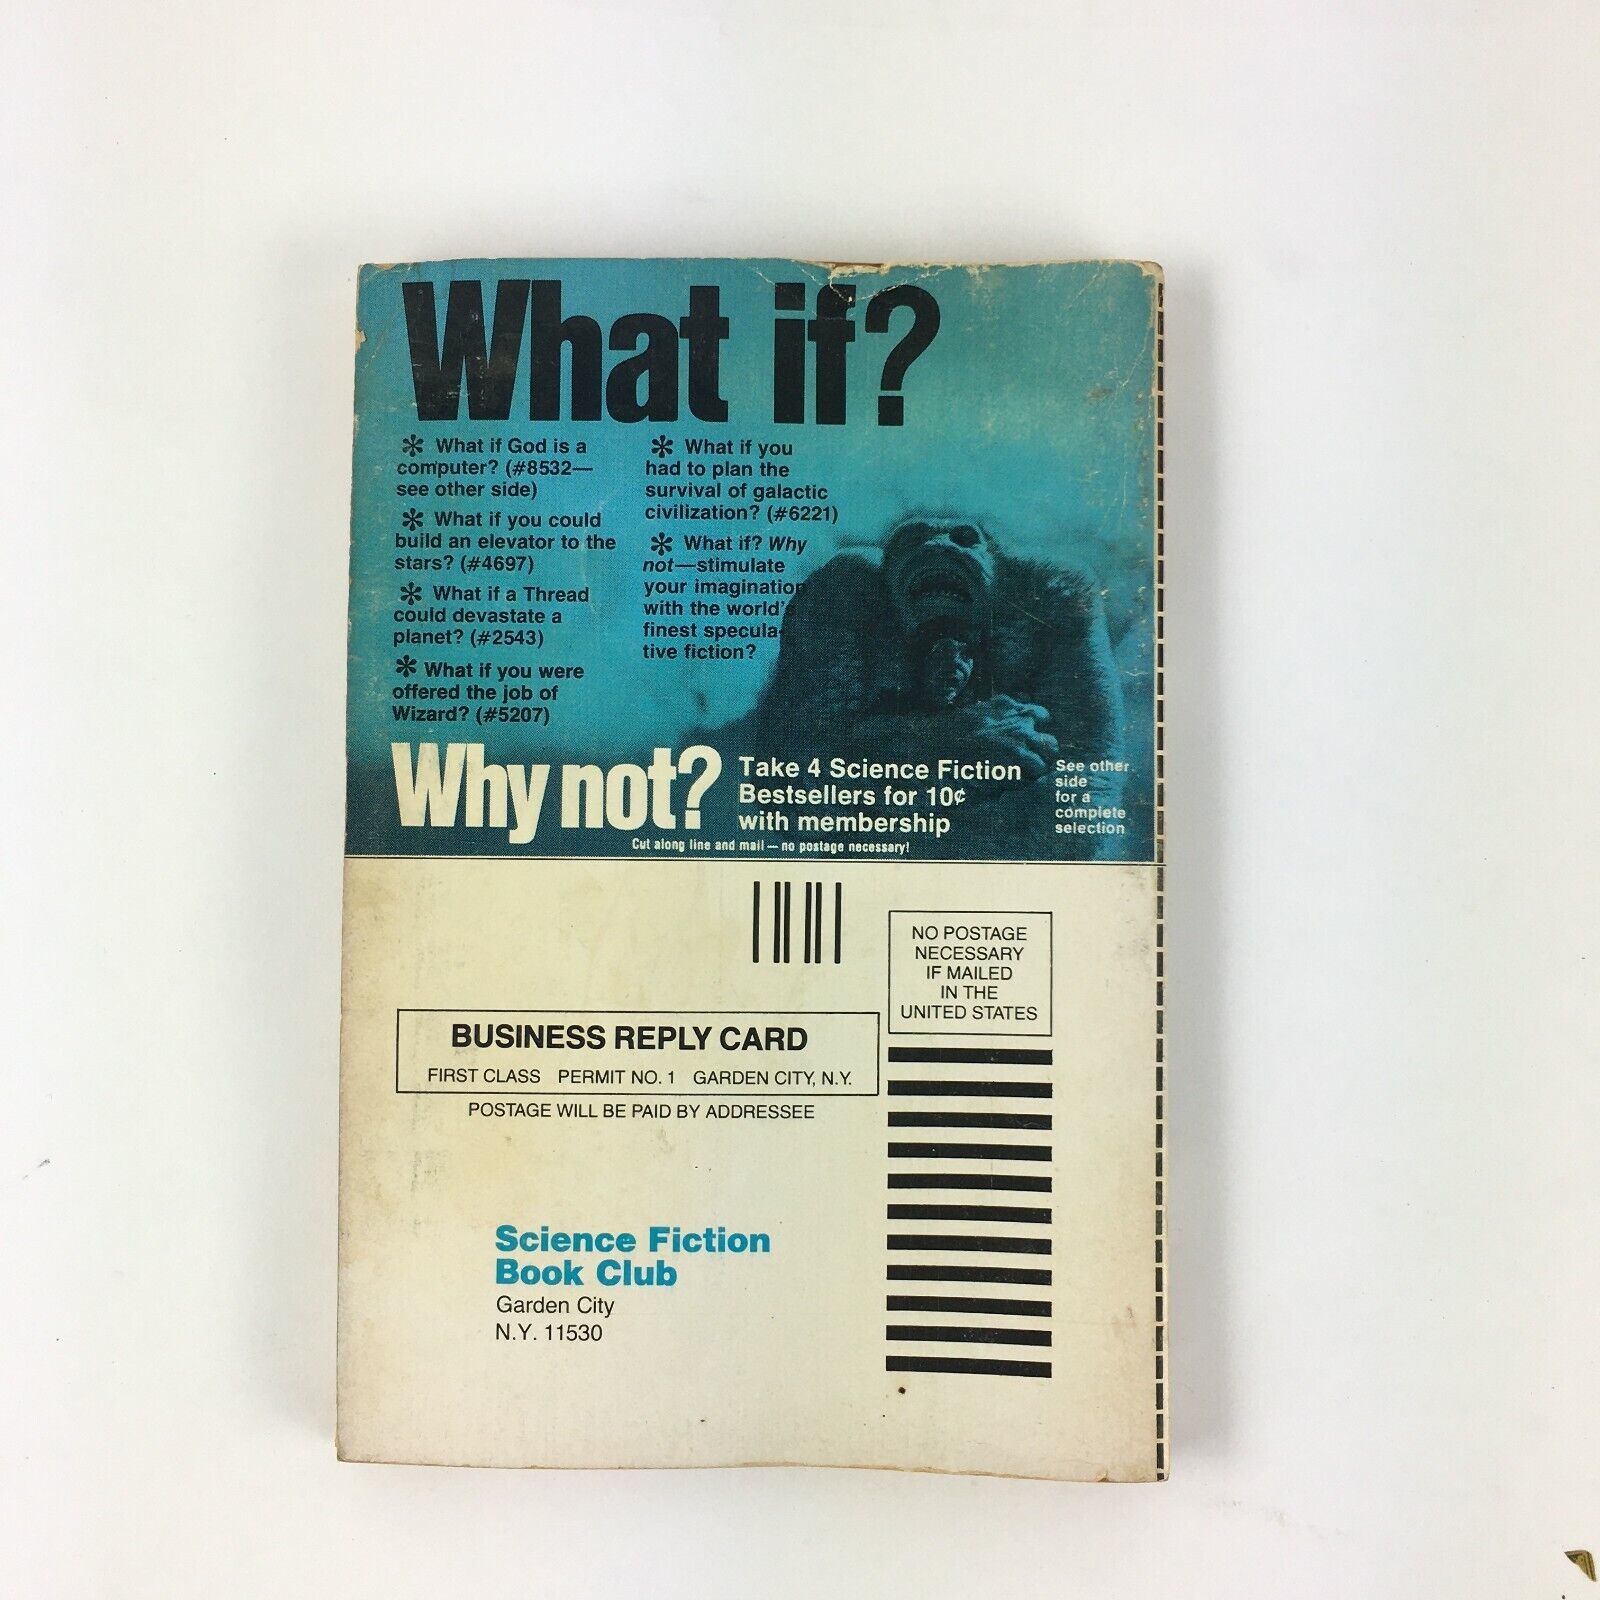 What if?
* What if God is a
computer? (#8532—
see other side)
* What if you could
build an elevator to the
stars? (#4697)
* What if a Thread
could devastate a
planet? (#2543)
* What if you were
offered the job of
Wizard? (#5207)
* What if you
had to plan the
survival of galactic
civilization? (#6221)
* What if? Why
not—stimulate
your imagination
with the world's
finest specula-
tive fiction?
Why not?
Take 4 Science Fiction
Bestsellers for 10¢
with membership
See other
side
for a
complete
selection
Cut along line and mail — no postage necessary!
NO POSTAGE
NECESSARY
IF MAILED
IN THE
UNITED STATES
BUSINESS REPLY CARD
FIRST CLASS PERMIT NO. 1 GARDEN CITY, N.Y.
POSTAGE WILL BE PAID BY ADDRESSEE
Science Fiction
Book Club
Garden City
N.Y. 11530